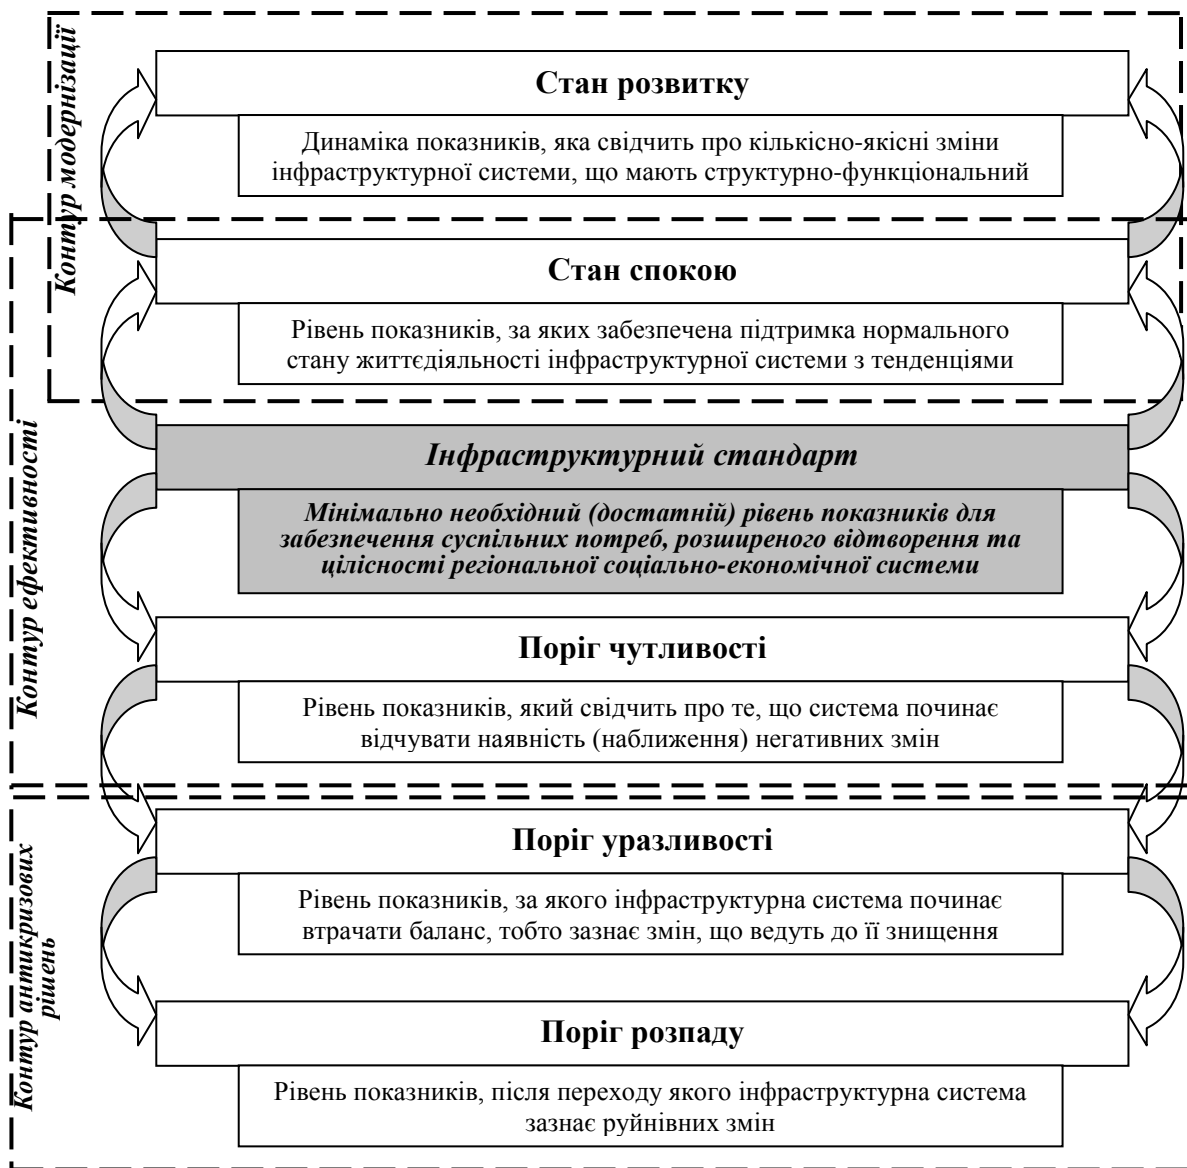 Контур модернізації
Стан розвитку
Динаміка показників, яка свідчить про кількісно-якісні зміни
інфраструктурної системи, що мають структурно-функціональний
Стан спокою
Рівень показників, за яких забезпечена підтримка нормального
стану життєдіяльності інфраструктурної системи з тенденціями
Контур ефективності
Інфраструктурний стандарт
Мінімально необхідний (достатній) рівень показників для
забезпечення суспільних потреб, розширеного відтворення та
цілісності регіональної соціально-економічної системи
Поріг чутливості
Рівень показників, який свідчить про те, що система починає
відчувати наявність (наближення) негативних змін
Контур антикризових
рішень
Поріг уразливості
Рівень показників, за якого інфраструктурна система починає
втрачати баланс, тобто зазнає змін, що ведуть до її знищення
Поріг розпаду
Рівень показників, після переходу якого інфраструктурна система
зазнає руйнівних змін